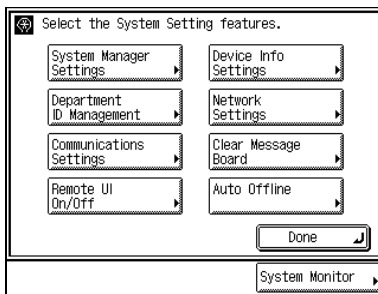 Select the System Setting features.
System Manager
Settings
Device Info
Settings
Department
ID Management
Network
Settings
Communications
Settings
Clear Message
Board
Remote UI
On/Off
Auto Offline
Done
System Monitor